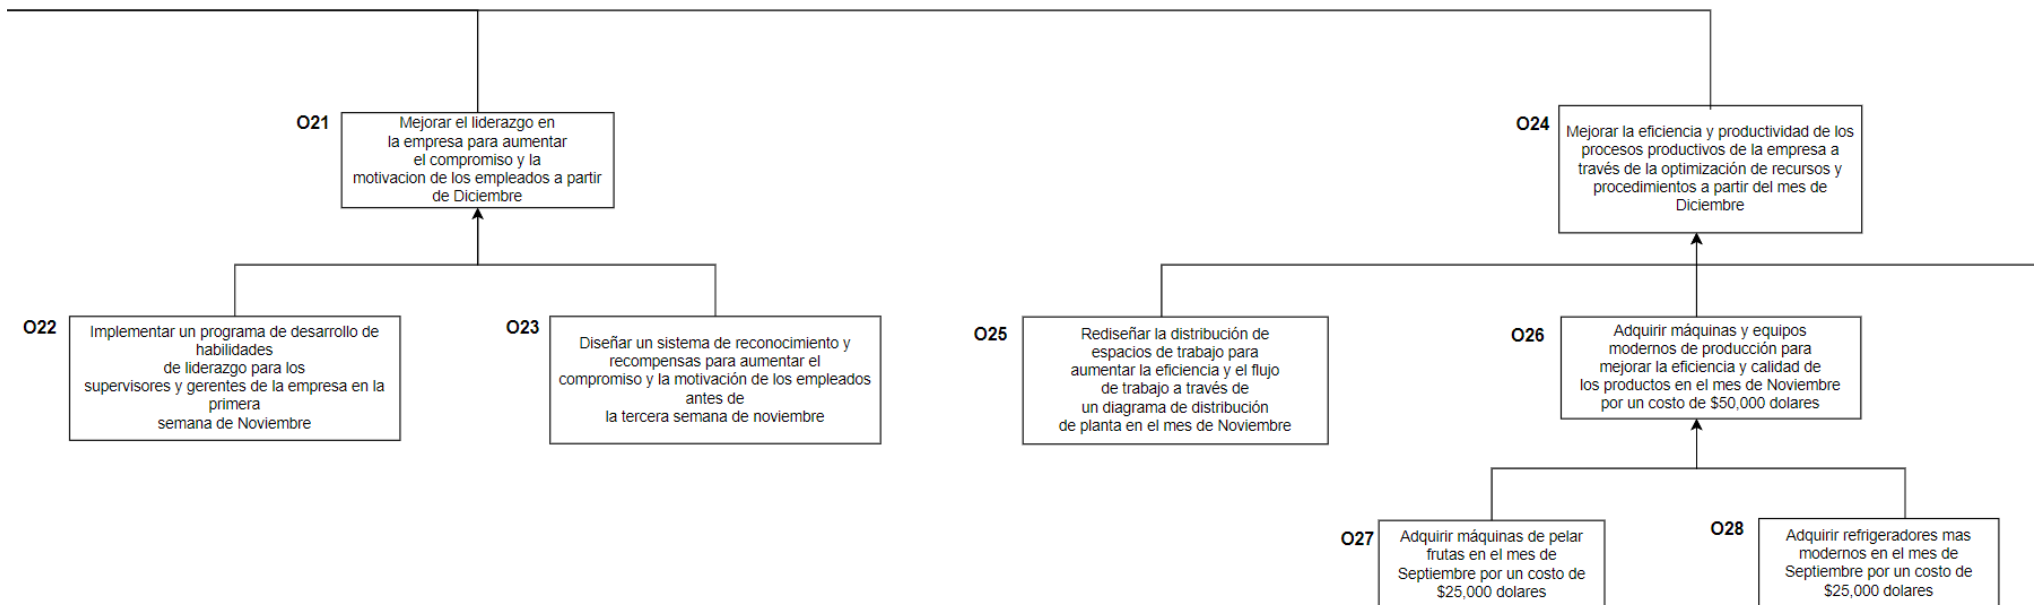 O21
Mejorar el liderazgo en
la empresa para aumentar
el compromiso y la
motivacion de los empleados a partir
de Diciembre
O24
Mejorar la eficiencia y productividad de los
procesos productivos de la empresa a
través de la optimización de recursos y
procedimientos a partir del mes de
Diciembre
O22
Implementar un programa de desarrollo de
habilidades
de liderazgo para los
supervisores y gerentes de la empresa en la
primera
semana de Noviembre
O23
Diseñar un sistema de reconocimiento y
recompensas para aumentar el
compromiso y la motivación de los empleados
antes de
la tercera semana de noviembre
O25
Rediseñar la distribución de
espacios de trabajo para
aumentar la eficiencia y el flujo
de trabajo a través de
un diagrama de distribución
de planta en el mes de Noviembre
O26
Adquirir máquinas y equipos
modernos de producción para
mejorar la eficiencia y calidad de
los productos en el mes de Noviembre
por un costo de $50,000 dolares
O27
Adquirir máquinas de pelar
frutas en el mes de
Septiembre por un costo de
$25,000 dolares
O28
Adquirir refrigeradores mas
modernos en el mes de
Septiembre por un costo de
$25,000 dolares